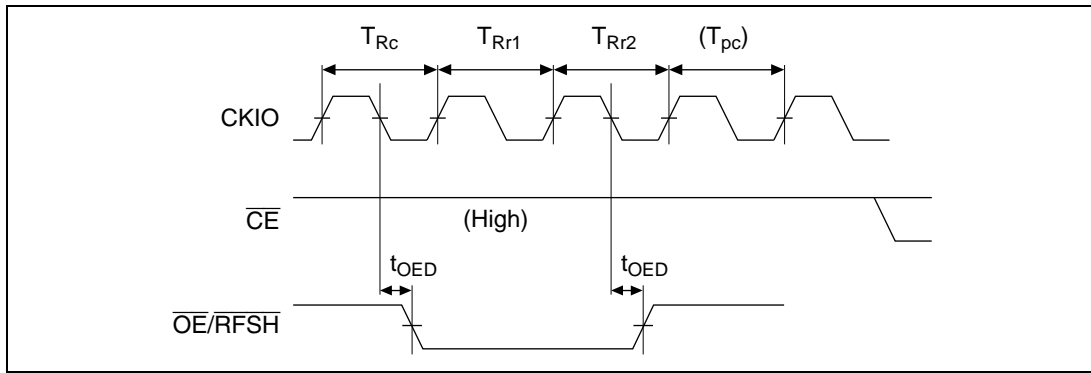 TRc TRr1 TRr2 (Tpc)
CKIO
CE
(High)
tOED tOED
OE/RFSH